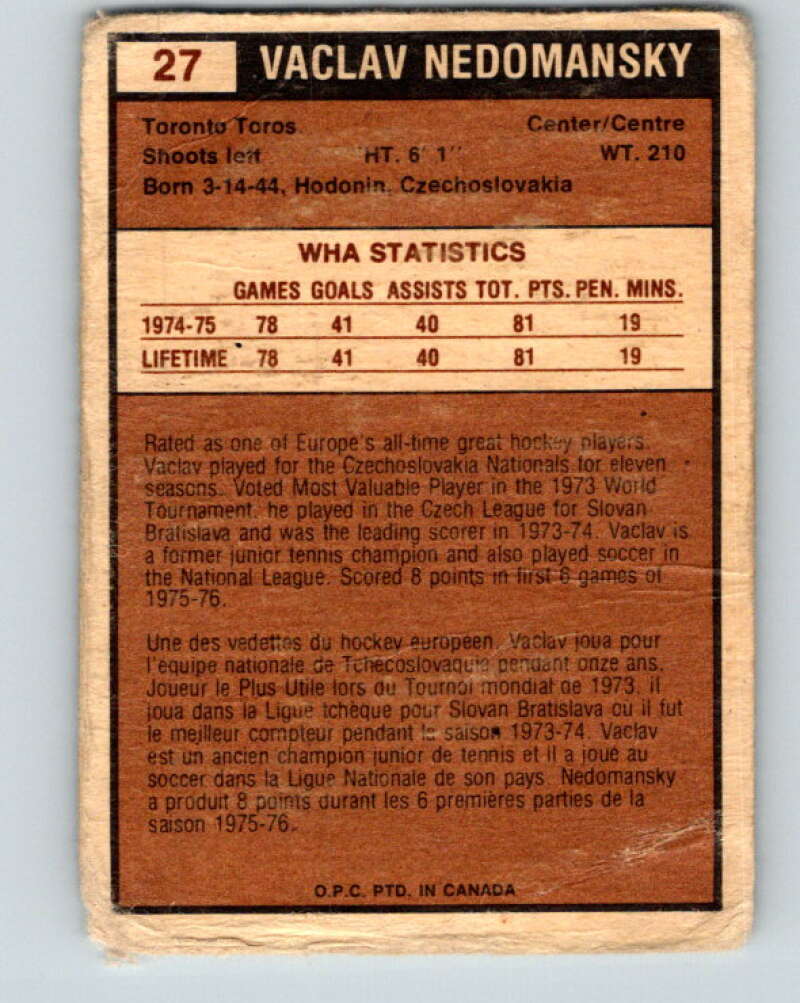 27 VACLAV NEDOMANSKY
Toronto Toros Center/Centre
Shoots left HT. 6' 1'' WT. 210
Born 3-14-44, Hodonin, Czechoslovakia
WHA STATISTICS
GAMES GOALS ASSISTS TOT. PTS. PEN. MINS.
1974-75 78 41 40 81 19
LIFETIME 78 41 40 81 19
Rated as one of Europe's all-time great hockey players.
Vaclav played for the Czechoslovakia Nationals for eleven
seasons. Voted Most Valuable Player in the 1973 World
Tournament, he played in the Czech League for Slovan
Bratislava and was the leading scorer in 1973-74. Vaclav is
a former junior tennis champion and also played soccer in
the National League. Scored 8 points in first 6 games of
1975-76.
Une des vedettes du hockey européen, Vaclav joua pour
l'équipe nationale de Tchécoslovaquie pendant onze ans.
Joueur le Plus Utile lors du Tournoi mondial de 1973, il
joua dans la Ligue tchèque pour Slovan Bratislava où il fut
le meilleur compteur pendant la saison 1973-74. Vaclav
est un ancien champion junior de tennis et il a joué au
soccer dans la Ligue Nationale de son pays. Nedomansky
a produit 8 points durant les 6 premières parties de la
saison 1975-76.
O.P.C. PTD. IN CANADA